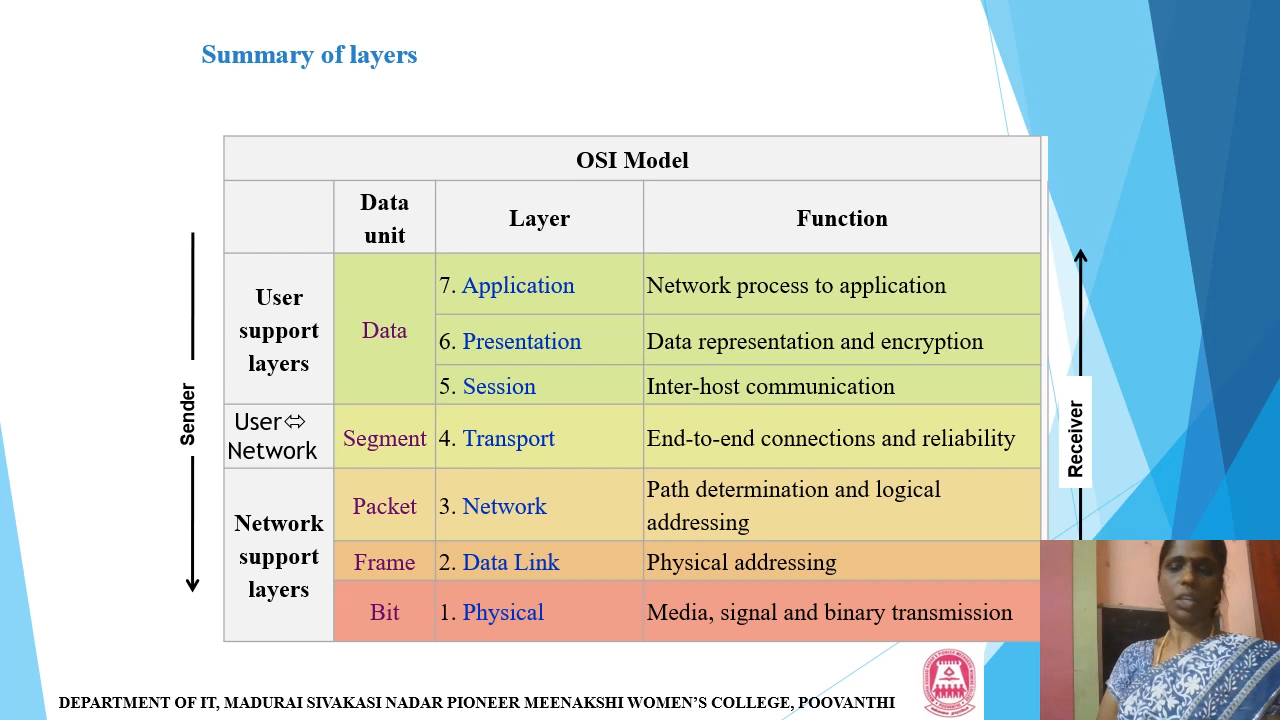 Summary of layers
OSI Model
Data
unit
Layer
Function
User
support
layers
Data
7. Application
Network process to application
6. Presentation
Data representation and encryption
5. Session
Inter-host communication
User⇔
Network
Segment
4. Transport
End-to-end connections and reliability
Network
support
layers
Packet
3. Network
Path determination and logical
addressing
Frame
2. Data Link
Physical addressing
Bit
1. Physical
Media, signal and binary transmission
Sender
Receiver
DEPARTMENT OF IT, MADURAI SIVAKASI NADAR PIONEER MEENAKSHI WOMEN’S COLLEGE, POOVANTHI